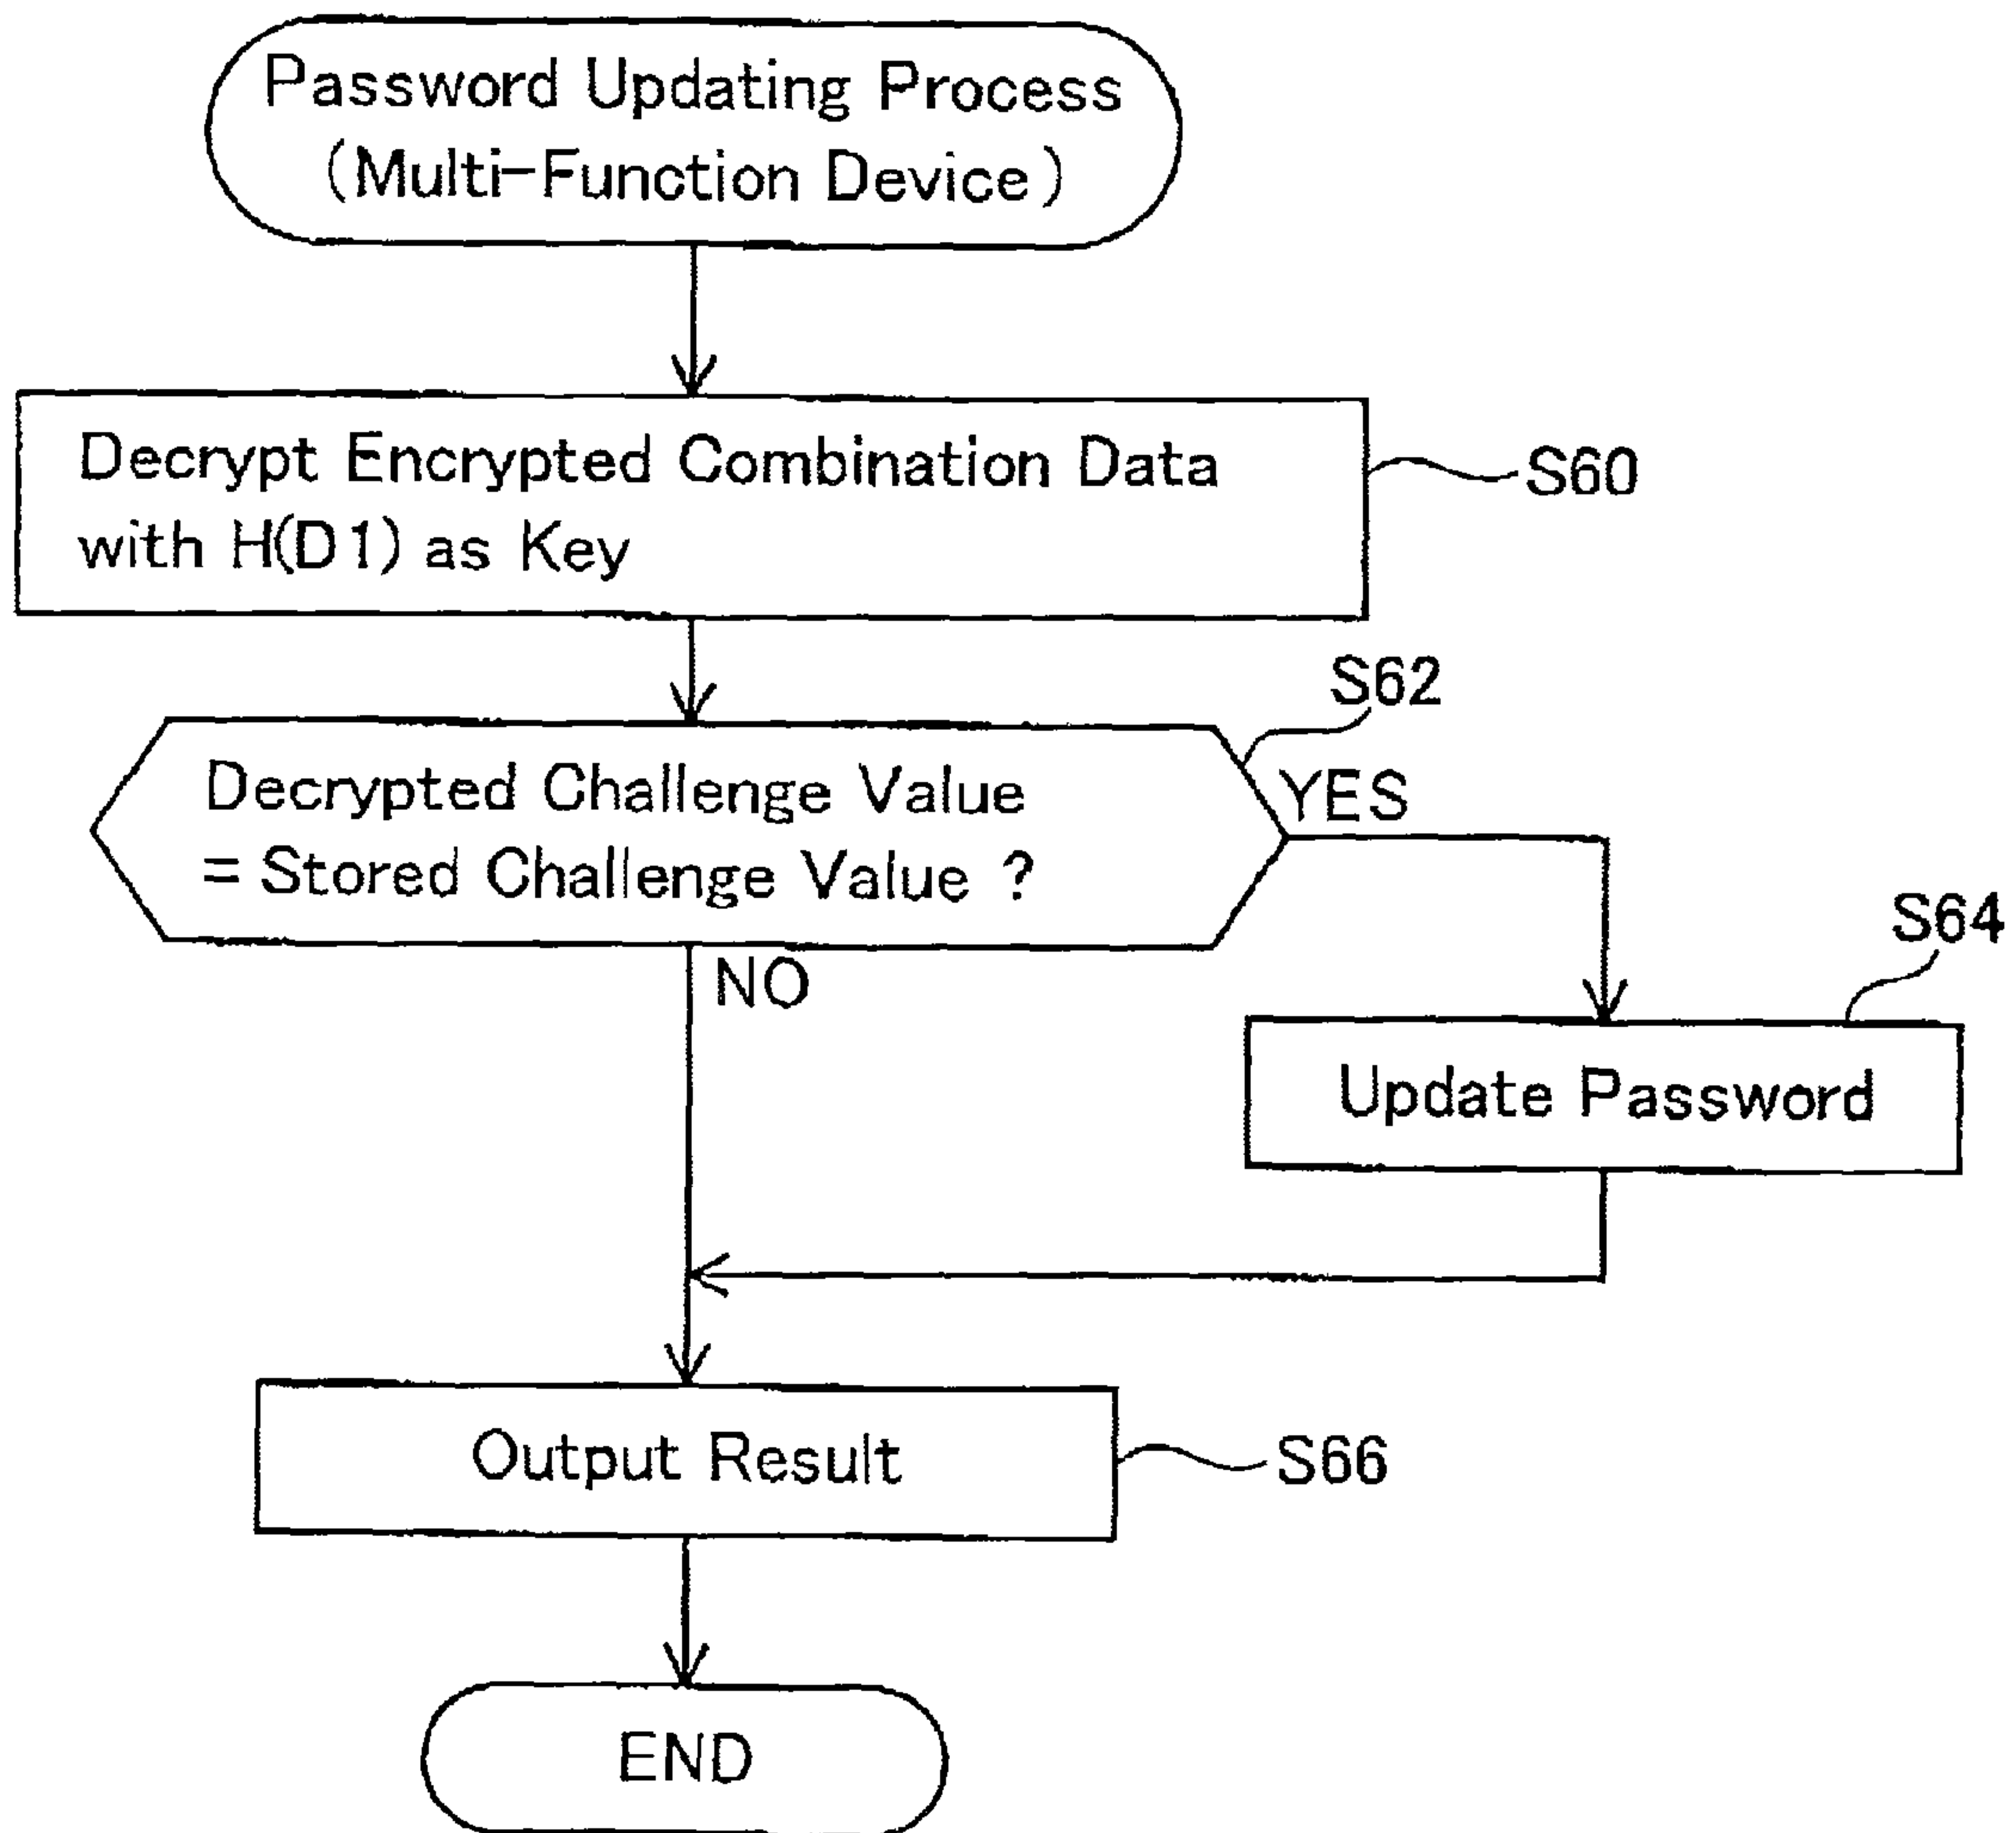 Password Updating Process
(Multi-Function Device)
Decrypt Encrypted Combination Data
with H(D1) as Key
S60
S62
Decrypted Challenge Value
= Stored Challenge Value ?
YES
NO
S64
Update Password
Output Result
S66
END